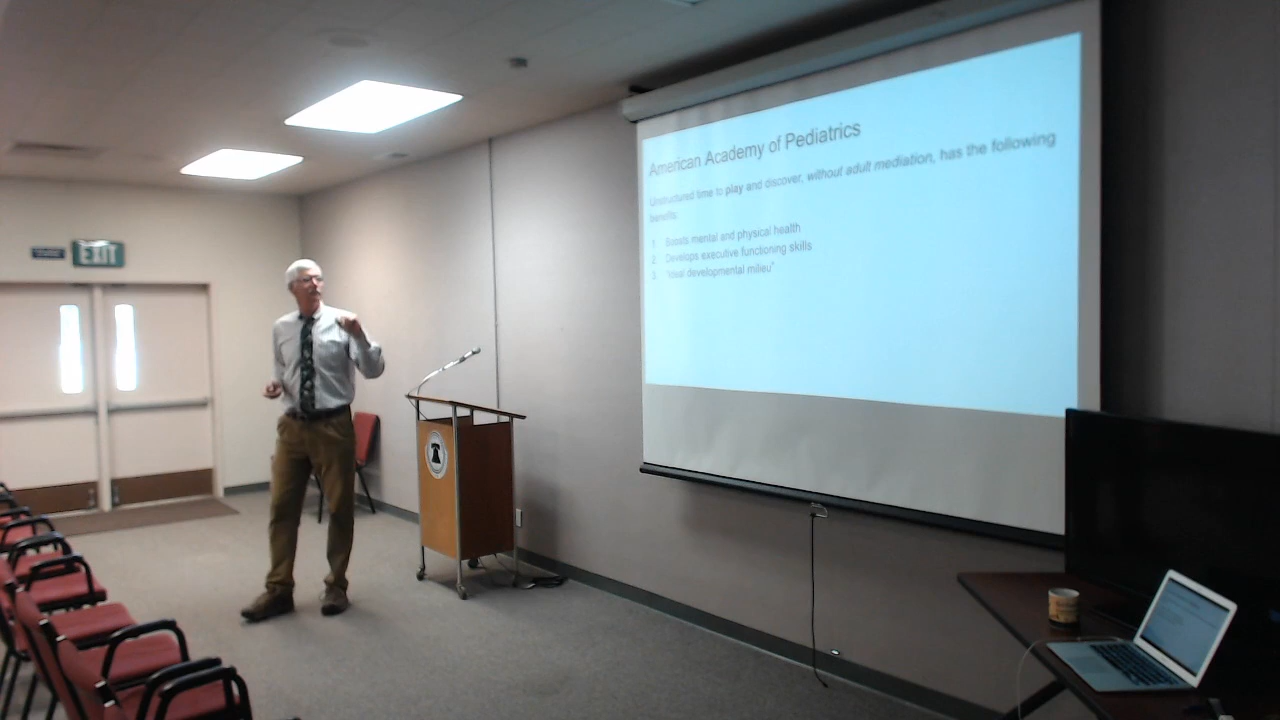 EXIT
American Academy of Pediatrics
Unstructured time to play and discover, without adult mediation, has the following
benefits:
1. Boosts mental and physical health
2. Develops executive functioning skills
3. "Ideal developmental milieu"